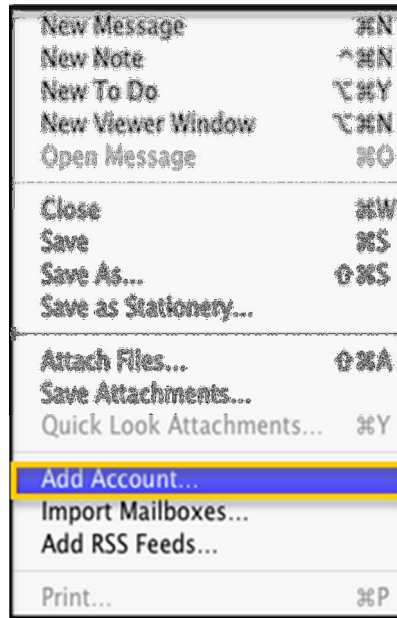 New Message ⌘N
New Note ^⌘N
New To Do ⌥⌘Y
New Viewer Window ⌥⌘N
Open Message ⌘O
Close ⌘W
Save ⌘S
Save As... ⇧⌘S
Save as Stationery...
Attach Files... ⇧⌘A
Save Attachments...
Quick Look Attachments... ⌘Y
Add Account...
Import Mailboxes...
Add RSS Feeds...
Print... ⌘P